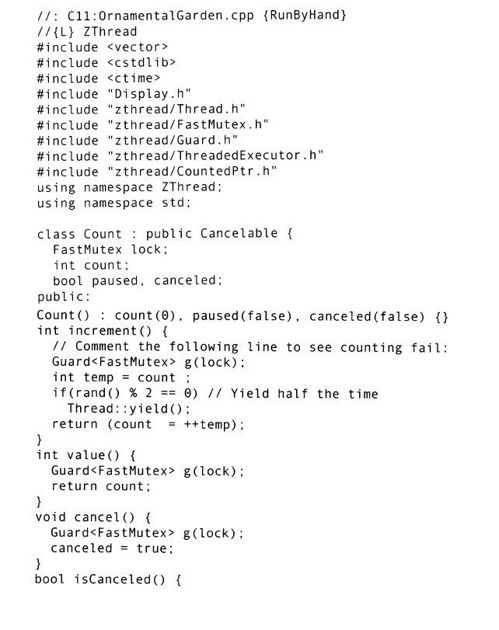 //: C11:OrnamentalGarden.cpp {RunByHand}
//{L} ZThread
#include <vector>
#include <cstdlib>
#include <ctime>
#include "Display.h"
#include "zthread/Thread.h"
#include "zthread/FastMutex.h"
#include "zthread/Guard.h"
#include "zthread/ThreadedExecutor.h"
#include "zthread/CountedPtr.h"
using namespace ZThread;
using namespace std;

class Count : public Cancelable {
  FastMutex lock;
  int count;
  bool paused, canceled;
public:
Count() : count(0), paused(false), canceled(false) {}
int increment() {
  // Comment the following line to see counting fail:
  Guard<FastMutex> g(lock);
  int temp = count ;
  if(rand() % 2 == 0) // Yield half the time
    Thread::yield();
  return (count  = ++temp);
}
int value() {
  Guard<FastMutex> g(lock);
  return count;
}
void cancel() {
  Guard<FastMutex> g(lock);
  canceled = true;
}
bool isCanceled() {